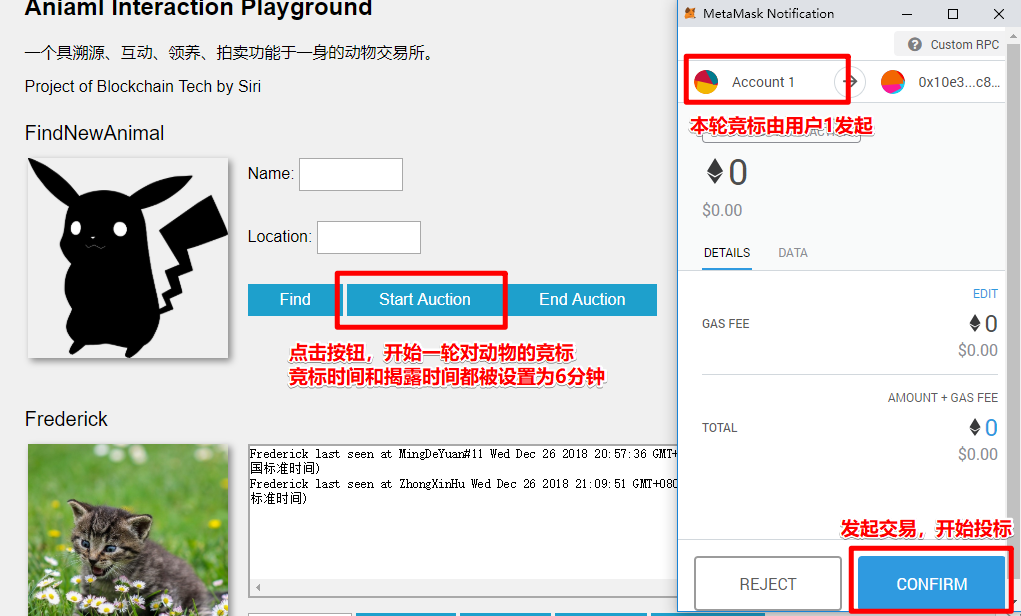 Aniaml Interaction Playground
一个具溯源、互动、领养、拍卖功能于一身的动物交易所。
Project of Blockchain Tech by Siri
FindNewAnimal
Name:
Location:
Find
Start Auction
End Auction
点击按钮，开始一轮对动物的竞标
竞标时间和揭露时间都被设置为6分钟
Frederick
Frederick last seen at MingDeYuan#11 Wed Dec 26 2018 20:57:36 GMT+
国标准时间)
Frederick last seen at ZhongXinHu Wed Dec 26 2018 21:09:51 GMT+080
标准时间)
MetaMask Notification
Custom RPC
Account 1
0x10e3...c8...
本轮竞标由用户1发起
0
$0.00
DETAILS
DATA
EDIT
GAS FEE
0
$0.00
AMOUNT + GAS FEE
TOTAL
0
$0.00
发起交易，开始投标
REJECT
CONFIRM